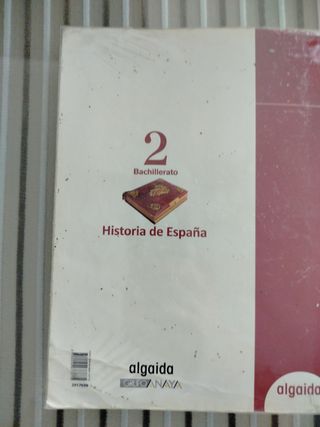 2
Bachillerato
Historia de España
algaida
GRUPO ANAYA
algaida